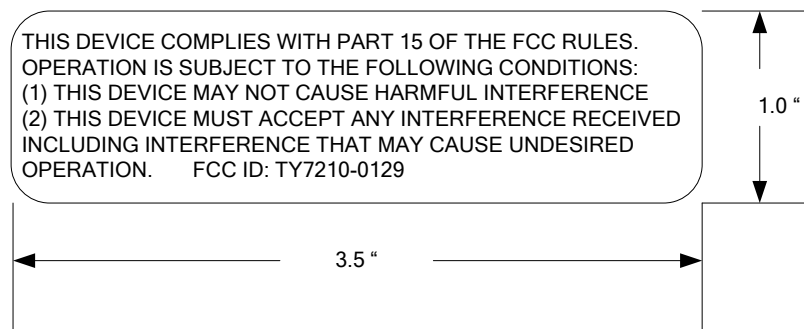 THIS DEVICE COMPLIES WITH PART 15 OF THE FCC RULES.
OPERATION IS SUBJECT TO THE FOLLOWING CONDITIONS:
(1) THIS DEVICE MAY NOT CAUSE HARMFUL INTERFERENCE
(2) THIS DEVICE MUST ACCEPT ANY INTERFERENCE RECEIVED
INCLUDING INTERFERENCE THAT MAY CAUSE UNDESIRED
OPERATION. FCC ID: TY7210-0129
1.0 “
3.5 “